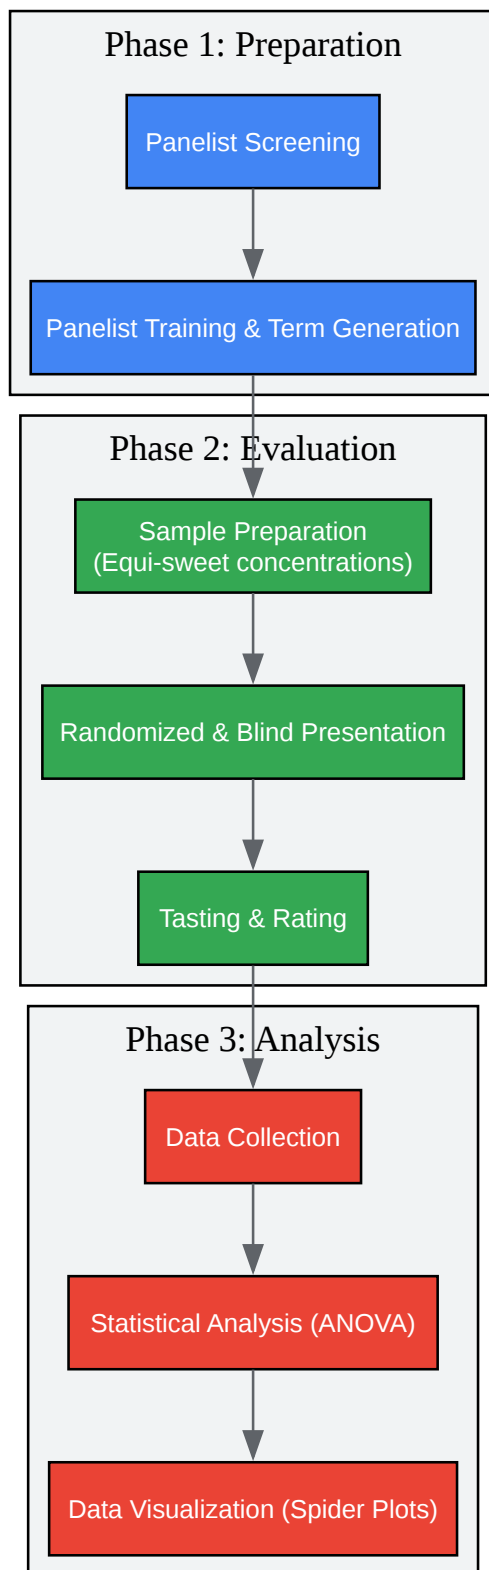 Phase 1: Preparation
Panelist Screening
Panelist Training & Term Generation
Phase 2: Evaluation
Sample Preparation
(Equi-sweet concentrations)
Randomized & Blind Presentation
Tasting & Rating
Phase 3: Analysis
Data Collection
Statistical Analysis (ANOVA)
Data Visualization (Spider Plots)